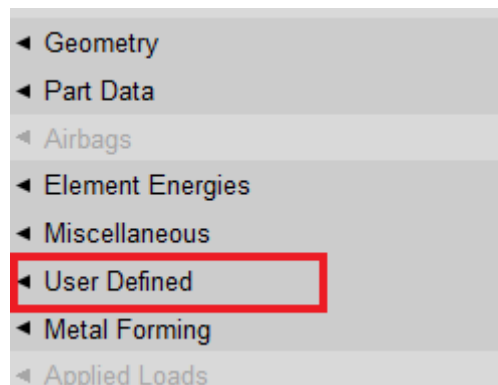 Geometry
Part Data
Airbags
Element Energies
Miscellaneous
User Defined
Metal Forming
Applied Loads